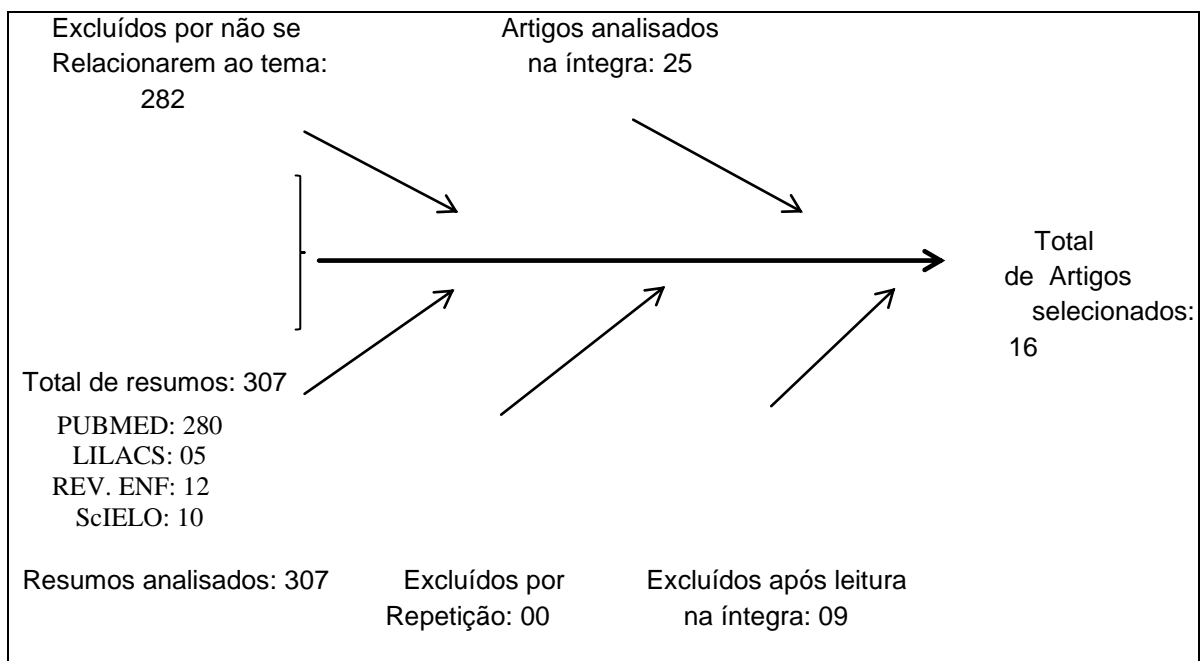 Excluídos por não se
Relacionarem ao tema:
282
Artigos analisados
na íntegra: 25
Total
de Artigos
selecionados:
16
Total de resumos: 307
PUBMED: 280
LILACS: 05
REV. ENF: 12
ScIELO: 10
Resumos analisados: 307
Excluídos por
Repetição: 00
Excluídos após leitura
na íntegra: 09